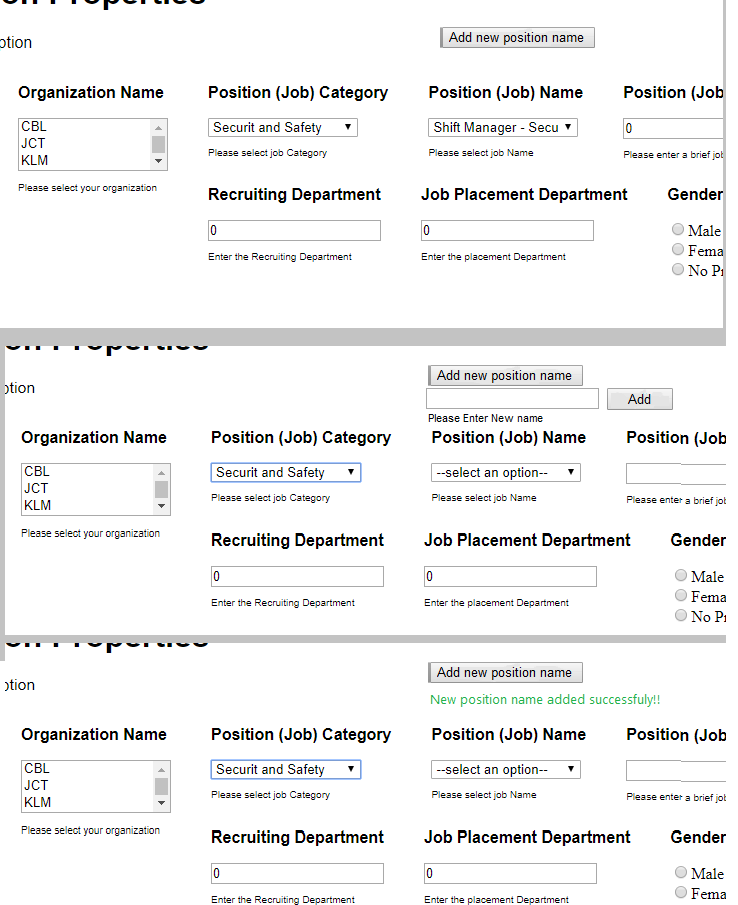 on Properties
ption
Add new position name
Organization Name Position (Job) Category Position (Job) Name Position (Job
CBL
JCT
KLM
Securit and Safety
Shift Manager - Secu
0
Please select your organization
Please select job Category
Please select job Name
Please enter a brief job
Recruiting Department Job Placement Department Gender
0
0
Enter the Recruiting Department
Enter the placement Department
Male
Fema
No Pr
on Properties
ption
Add new position name
Add
Please Enter New name
Organization Name Position (Job) Category Position (Job) Name Position (Job
CBL
JCT
KLM
Securit and Safety
--select an option--
Please select your organization
Please select job Category
Please select job Name
Please enter a brief job
Recruiting Department Job Placement Department Gender
0
0
Enter the Recruiting Department
Enter the placement Department
Male
Fema
No Pr
on Properties
ption
Add new position name
New position name added successfuly!!
Organization Name Position (Job) Category Position (Job) Name Position (Job
CBL
JCT
KLM
Securit and Safety
--select an option--
Please select your organization
Please select job Category
Please select job Name
Please enter a brief job
Recruiting Department Job Placement Department Gender
0
0
Enter the Recruiting Department
Enter the placement Department
Male
Fema